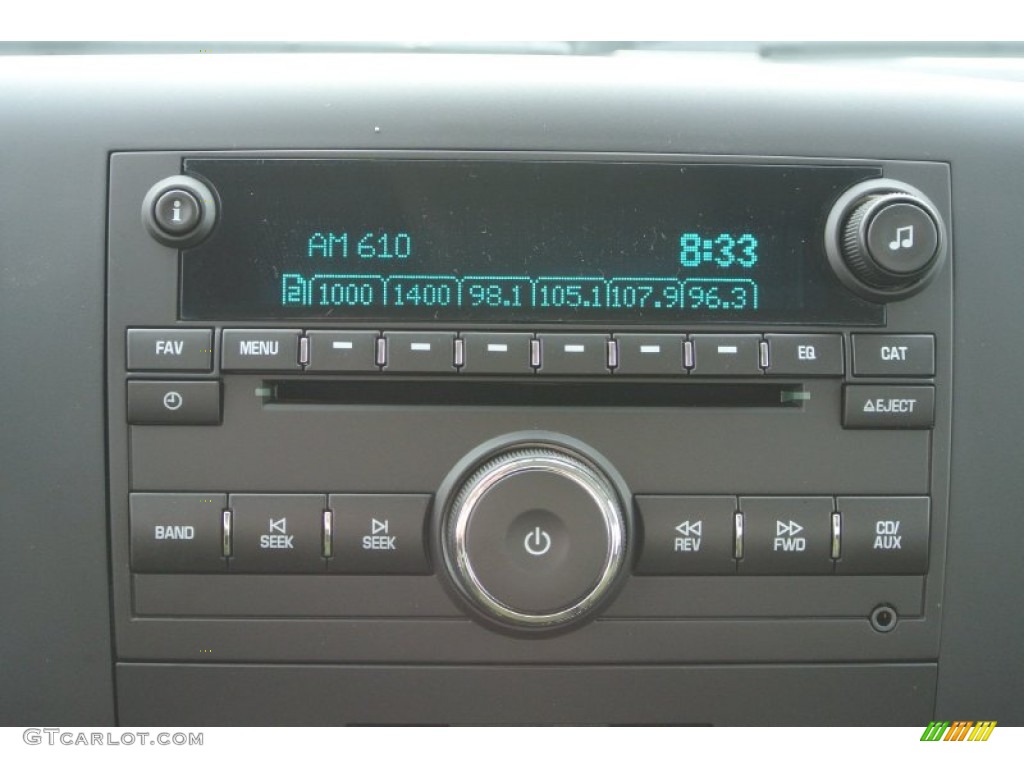 i
AM 610 8:33
2 1000 1400 98.1 105.1 107.9 96.3
FAV MENU EQ CAT
EJECT
BAND SEEK SEEK REV FWD CD/
AUX
GTCARLOT.COM